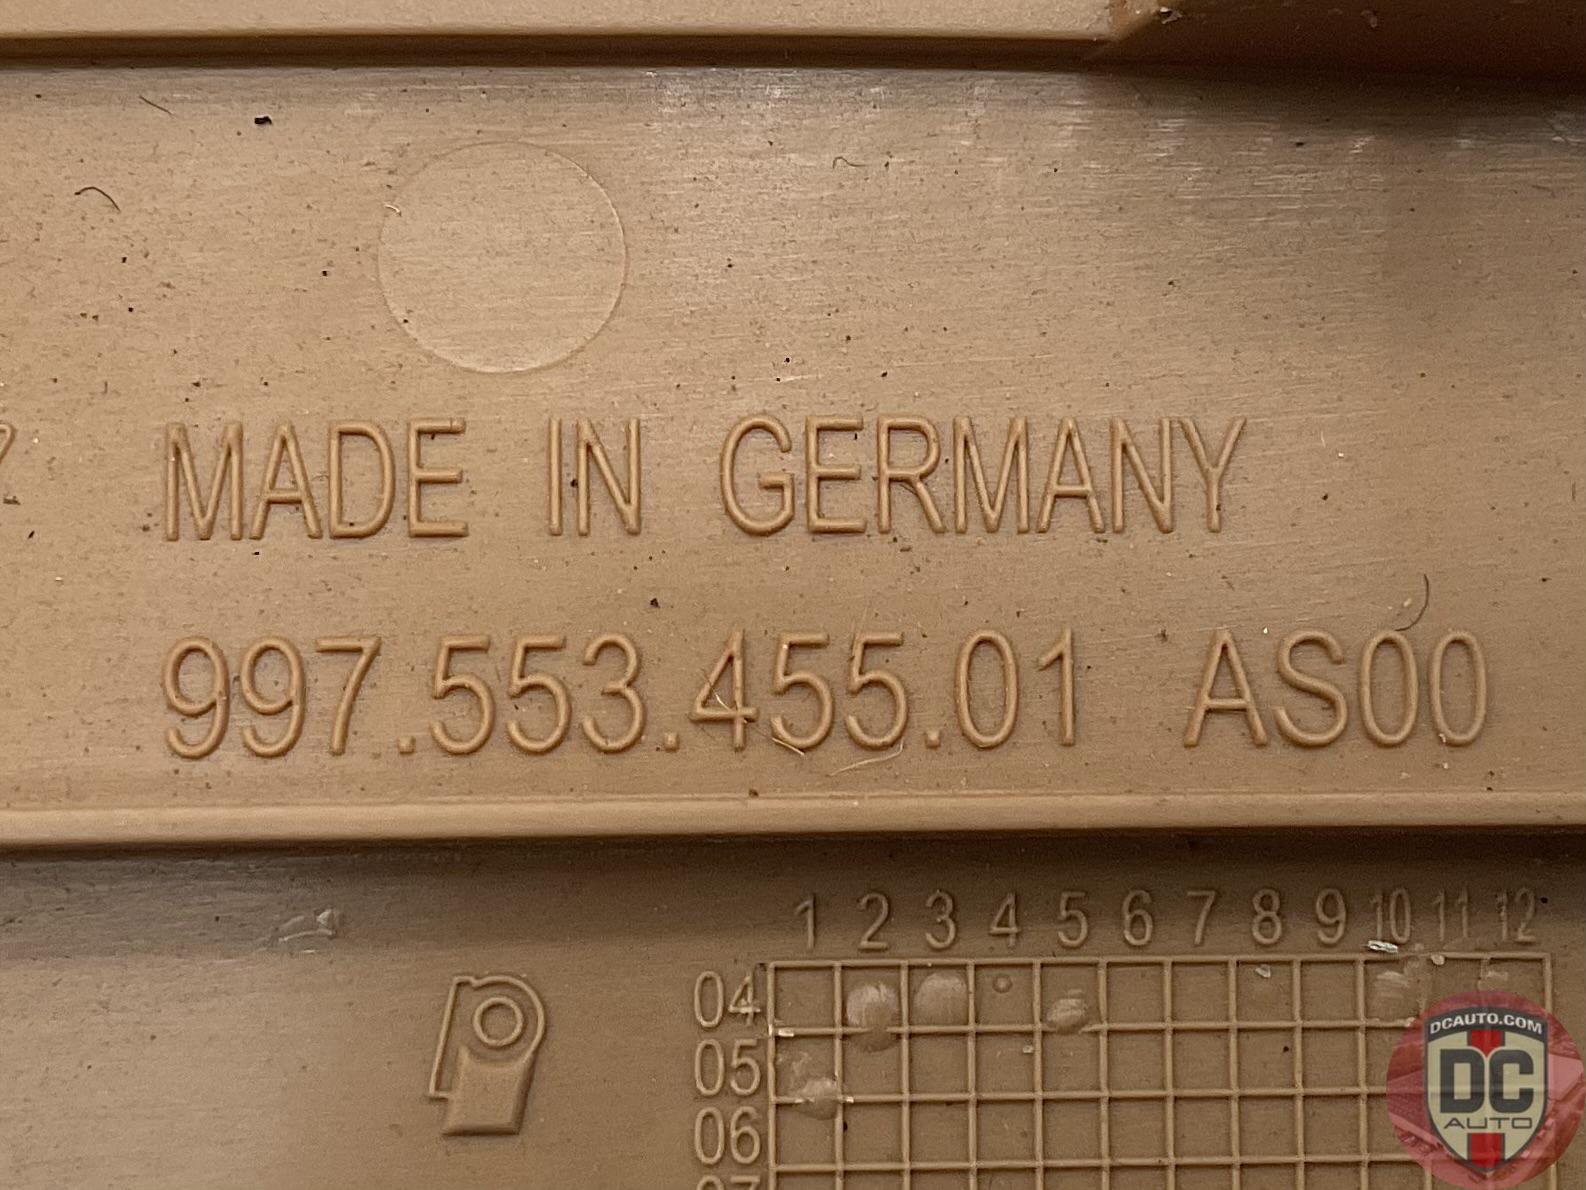 MADE IN GERMANY
997.553.455.01 AS00
1 2 3 4 5 6 7 8 9 10 11 12
04
05
06
07
DCAUTO.COM
DC
AUTO